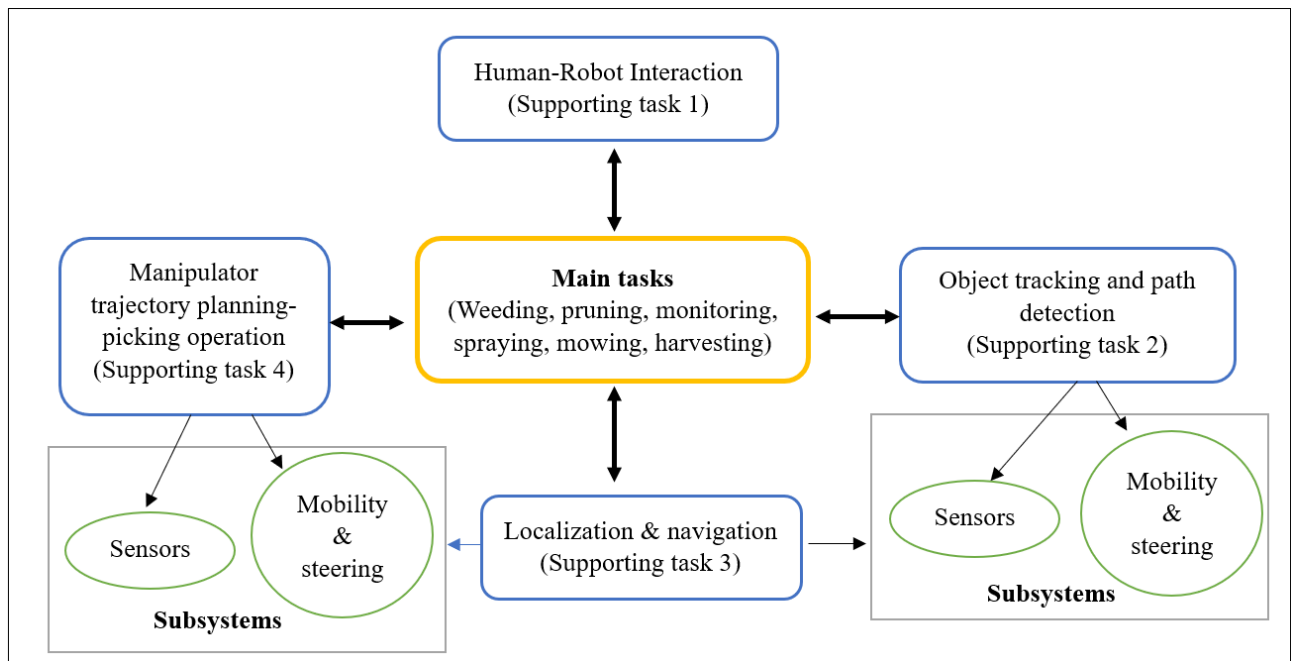 Human-Robot Interaction
(Supporting task 1)
Manipulator
trajectory planning-
picking operation
(Supporting task 4)
Main tasks
(Weeding, pruning, monitoring,
spraying, mowing, harvesting)
Object tracking and path
detection
(Supporting task 2)
Sensors
Mobility
&
steering
Subsystems
Localization & navigation
(Supporting task 3)
Sensors
Mobility
&
steering
Subsystems